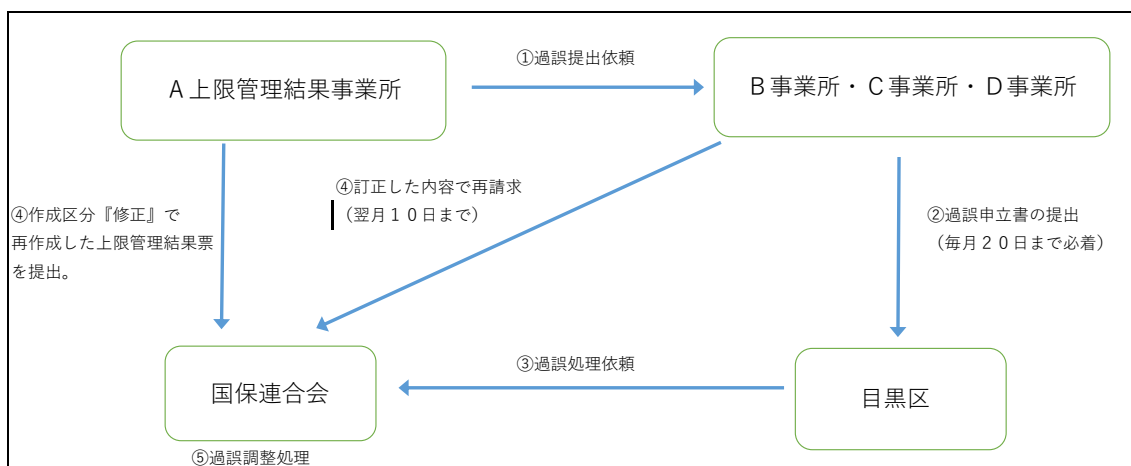 ①過誤提出依頼
A上限管理結果事業所
B事業所・C事業所・D事業所
④訂正した内容で再請求
（翌月10日まで）
④作成区分『修正』で
再作成した上限管理結果票
を提出。
②過誤申立書の提出
（毎月20日まで必着）
③過誤処理依頼
国保連合会
目黒区
⑤過誤調整処理